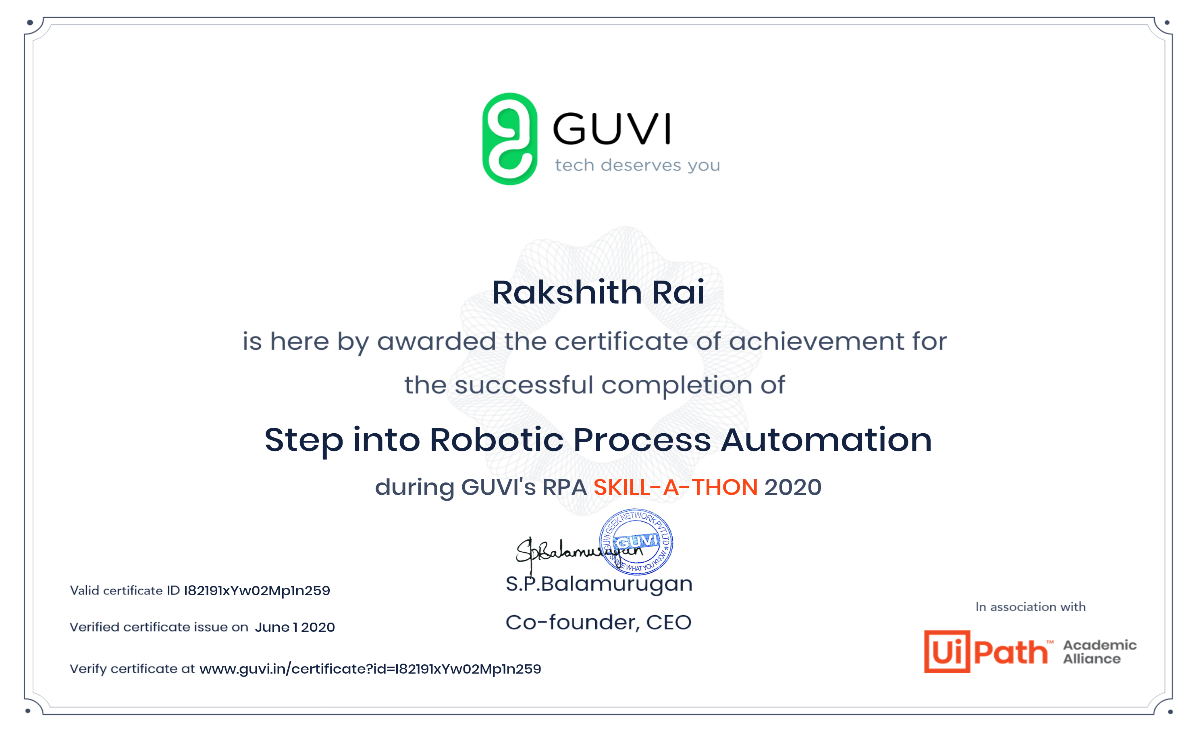 GUVI
tech deserves you
Rakshith Rai
is here by awarded the certificate of achievement for
the successful completion of
Step into Robotic Process Automation
during GUVI's RPA SKILL-A-THON 2020
S.P.Balamurugan
GUVI
S.P.Balamurugan
Co-founder, CEO
Valid certificate ID I82191xYw02Mp1n259
Verified certificate issue on June 1 2020
Verify certificate at www.guvi.in/certificate?id=I82191xYw02Mp1n259
In association with
UiPath™ Academic
Alliance